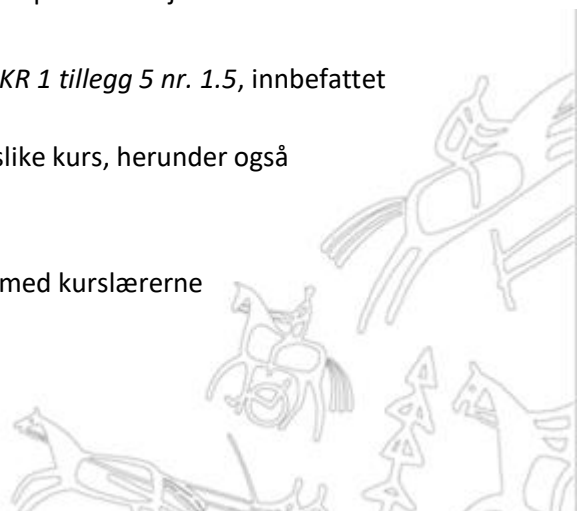 KR 1 tillegg 5 nr. 1.5, innbefattet
slike kurs, herunder også
med kurslærerne